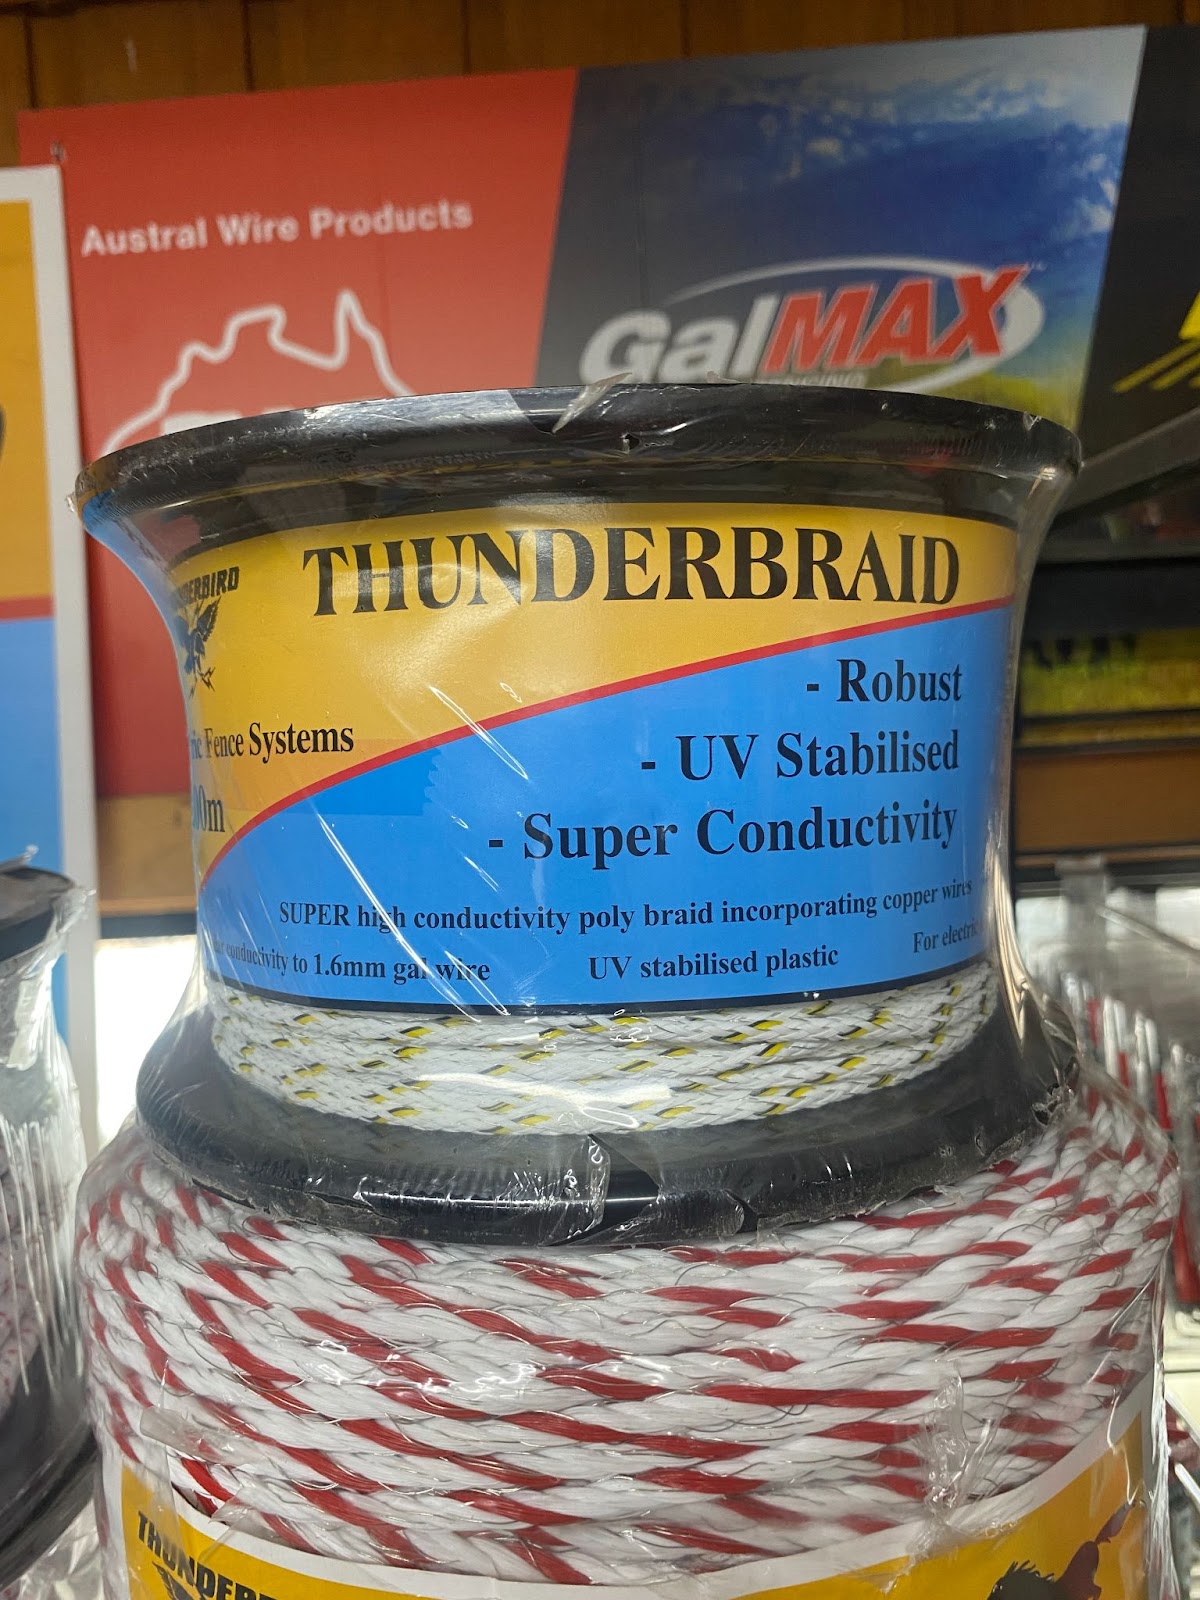 Austral Wire Products
GalMAX
THUNDERBRAID
- Robust
Fence Systems
- UV Stabilised
- Super Conductivity
SUPER high conductivity poly braid incorporating copper wires
conductivity to 1.6mm gal wire
UV stabilised plastic
For electric